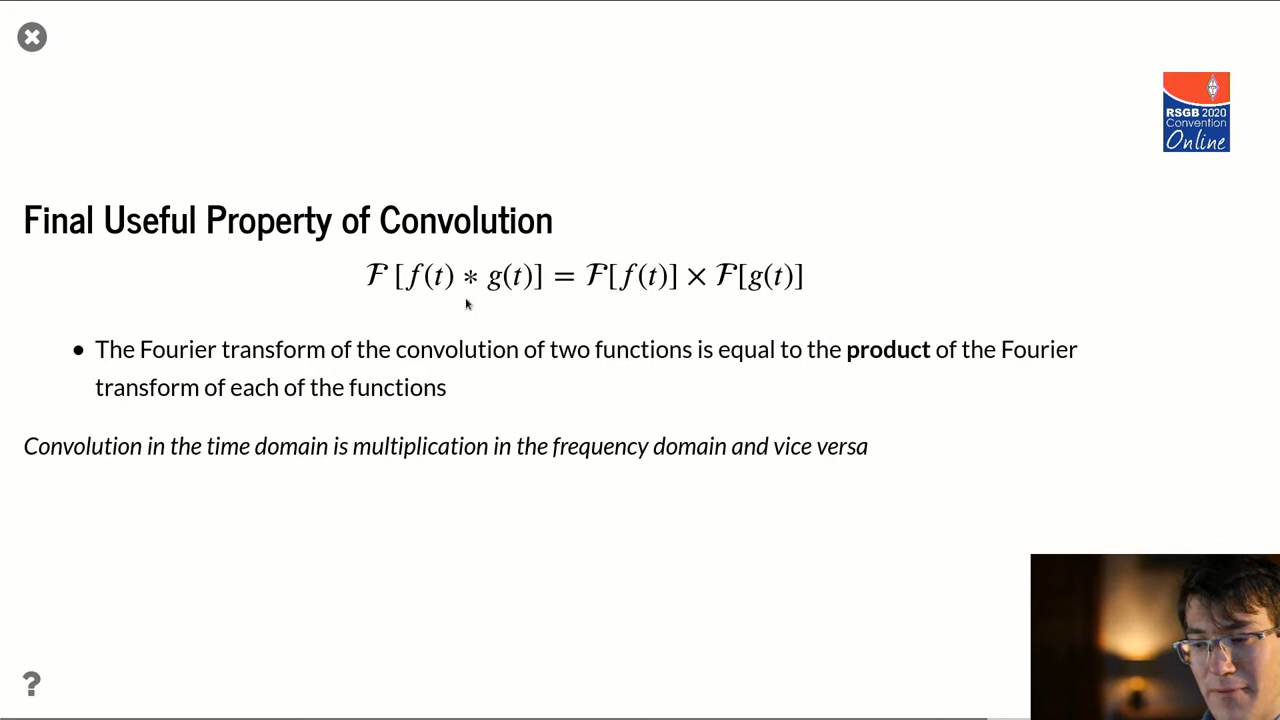 RSGB 2020
Convention
Online
Final Useful Property of Convolution
ℱ [f(t) ∗ g(t)] = ℱ[f(t)] × ℱ[g(t)]
• The Fourier transform of the convolution of two functions is equal to the product of the Fourier
transform of each of the functions
Convolution in the time domain is multiplication in the frequency domain and vice versa
?